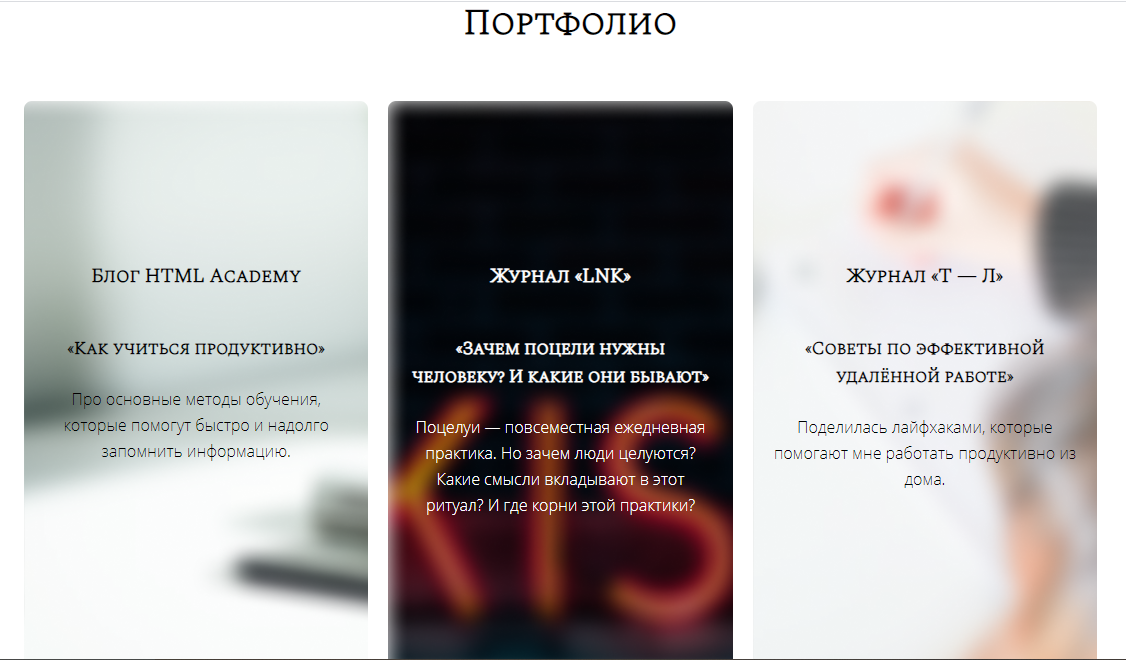 Портфолио
Блог HTML Academy
«Как учиться продуктивно»
Про основные методы обучения,
которые помогут быстро и надолго
запомнить информацию.
Журнал «LNK»
«Зачем поцели нужны
человеку? И какие они бывают»
Поцелуи — повсеместная ежедневная
практика. Но зачем люди целуются?
Какие смысли вкладывают в этот
ритуал? И где корни этой практики?
Журнал «Т — Л»
«Советы по эффективной
удалённой работе»
Поделилась лайфхаками, которые
помогают мне работать продуктивно из
дома.
KIS